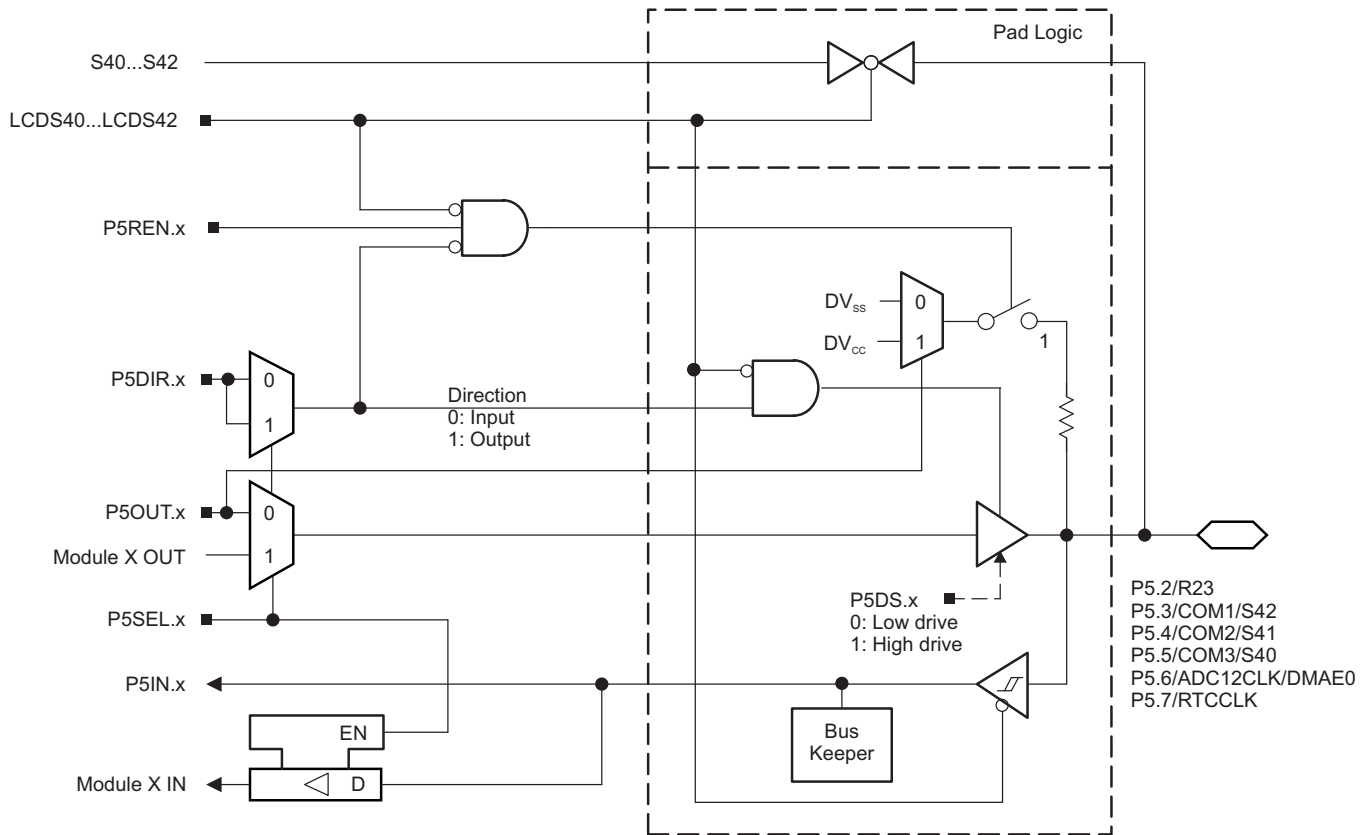 Pad Logic
S40...S42
LCDS40...LCDS42
P5REN.x
DVSS
0
DVCC
1
1
P5DIR.x
0
1
Direction
0: Input
1: Output
P5OUT.x
0
Module X OUT
1
P5DS.x
0: Low drive
1: High drive
P5SEL.x
P5IN.x
Bus
Keeper
EN
Module X IN
D
P5.2/R23
P5.3/COM1/S42
P5.4/COM2/S41
P5.5/COM3/S40
P5.6/ADC12CLK/DMAE0
P5.7/RTCCLK